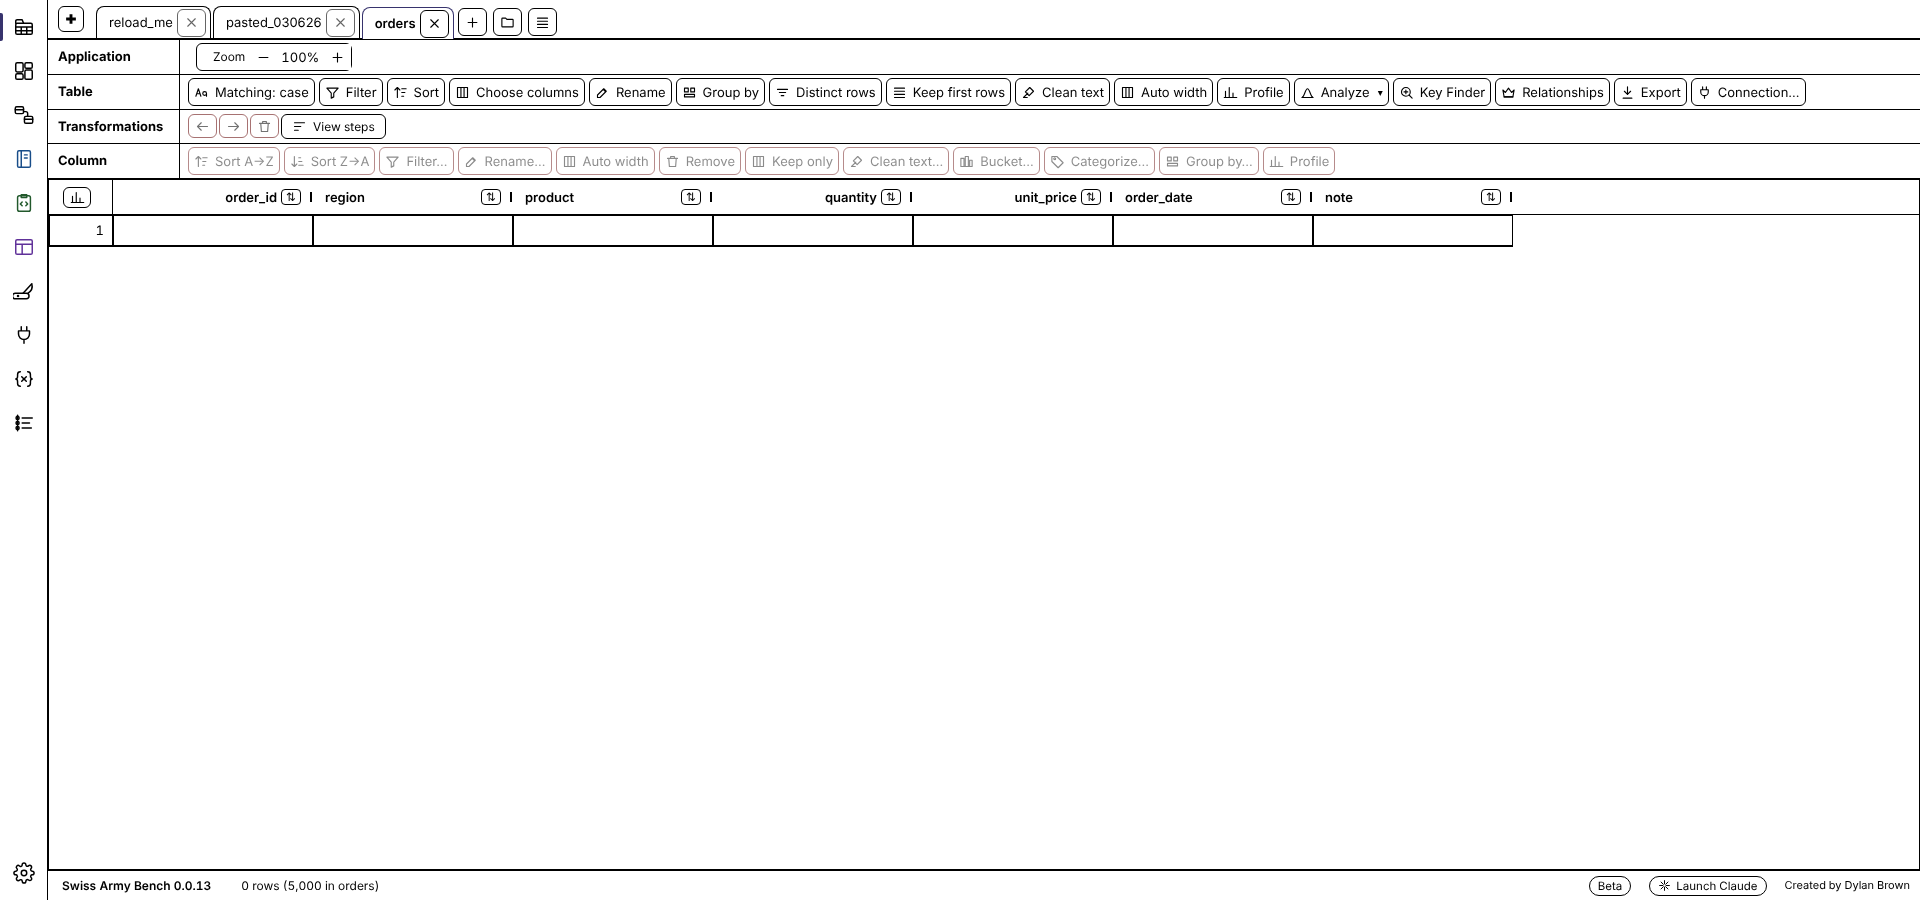 reload_me
pasted_030626
orders
Application
Zoom — 100% +
Table
Aa Matching: case Filter Sort Choose columns Rename Group by Distinct rows Keep first rows Clean text Auto width Profile Analyze ▾ Key Finder Relationships Export Connection...
Transformations
View steps
Column
Sort A→Z Sort Z→A Filter... Rename... Auto width Remove Keep only Clean text... Bucket... Categorize... Group by... Profile
order_id region product quantity unit_price order_date note
1
Swiss Army Bench 0.0.13 0 rows (5,000 in orders) Beta Launch Claude Created by Dylan Brown